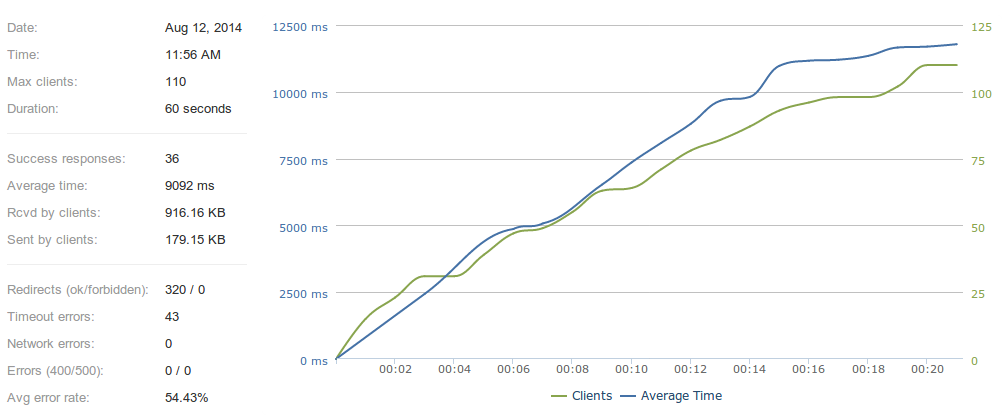 Date: Aug 12, 2014
Time: 11:56 AM
Max clients: 110
Duration: 60 seconds
Success responses: 36
Average time: 9092 ms
Rcvd by clients: 916.16 KB
Sent by clients: 179.15 KB
Redirects (ok/forbidden): 320 / 0
Timeout errors: 43
Network errors: 0
Errors (400/500): 0 / 0
Avg error rate: 54.43%
12500 ms
10000 ms
7500 ms
5000 ms
2500 ms
0 ms
125
100
75
50
25
0
00:02 00:04 00:06 00:08 00:10 00:12 00:14 00:16 00:18 00:20
Clients Average Time